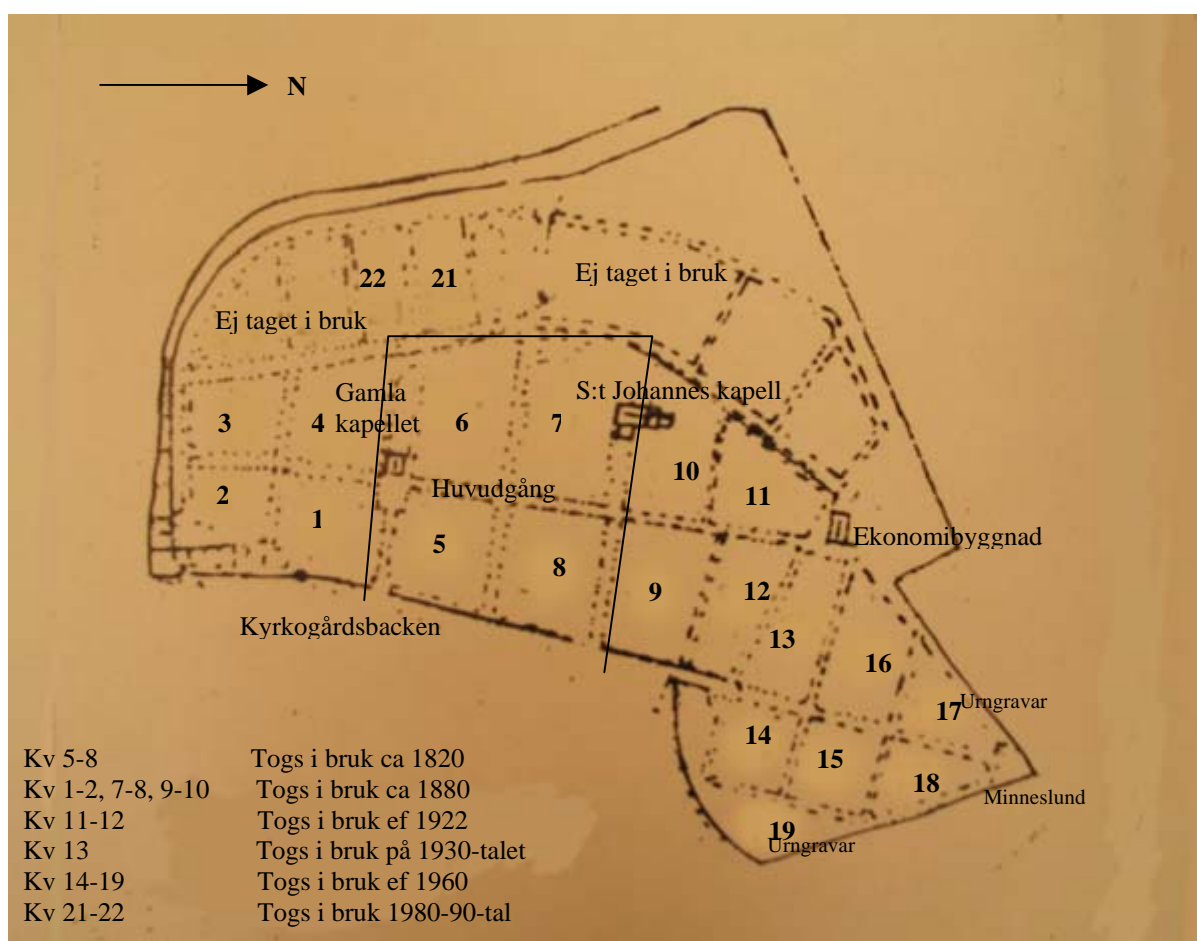 N
22
21
Ej taget i bruk
Ej taget i bruk
Gamla
kapellet
S:t Johannes kapell
3
4
6
7
10
11
2
1
Huvudgång
5
8
9
12
Ekonomibyggnad
Kyrkogårdsbacken
13
16
17
Urngravar
14
15
18
Minneslund
19
Urngravar
Kv 5-8 Togs i bruk ca 1820
Kv 1-2, 7-8, 9-10 Togs i bruk ca 1880
Kv 11-12 Togs i bruk ef 1922
Kv 13 Togs i bruk på 1930-talet
Kv 14-19 Togs i bruk ef 1960
Kv 21-22 Togs i bruk 1980-90-tal